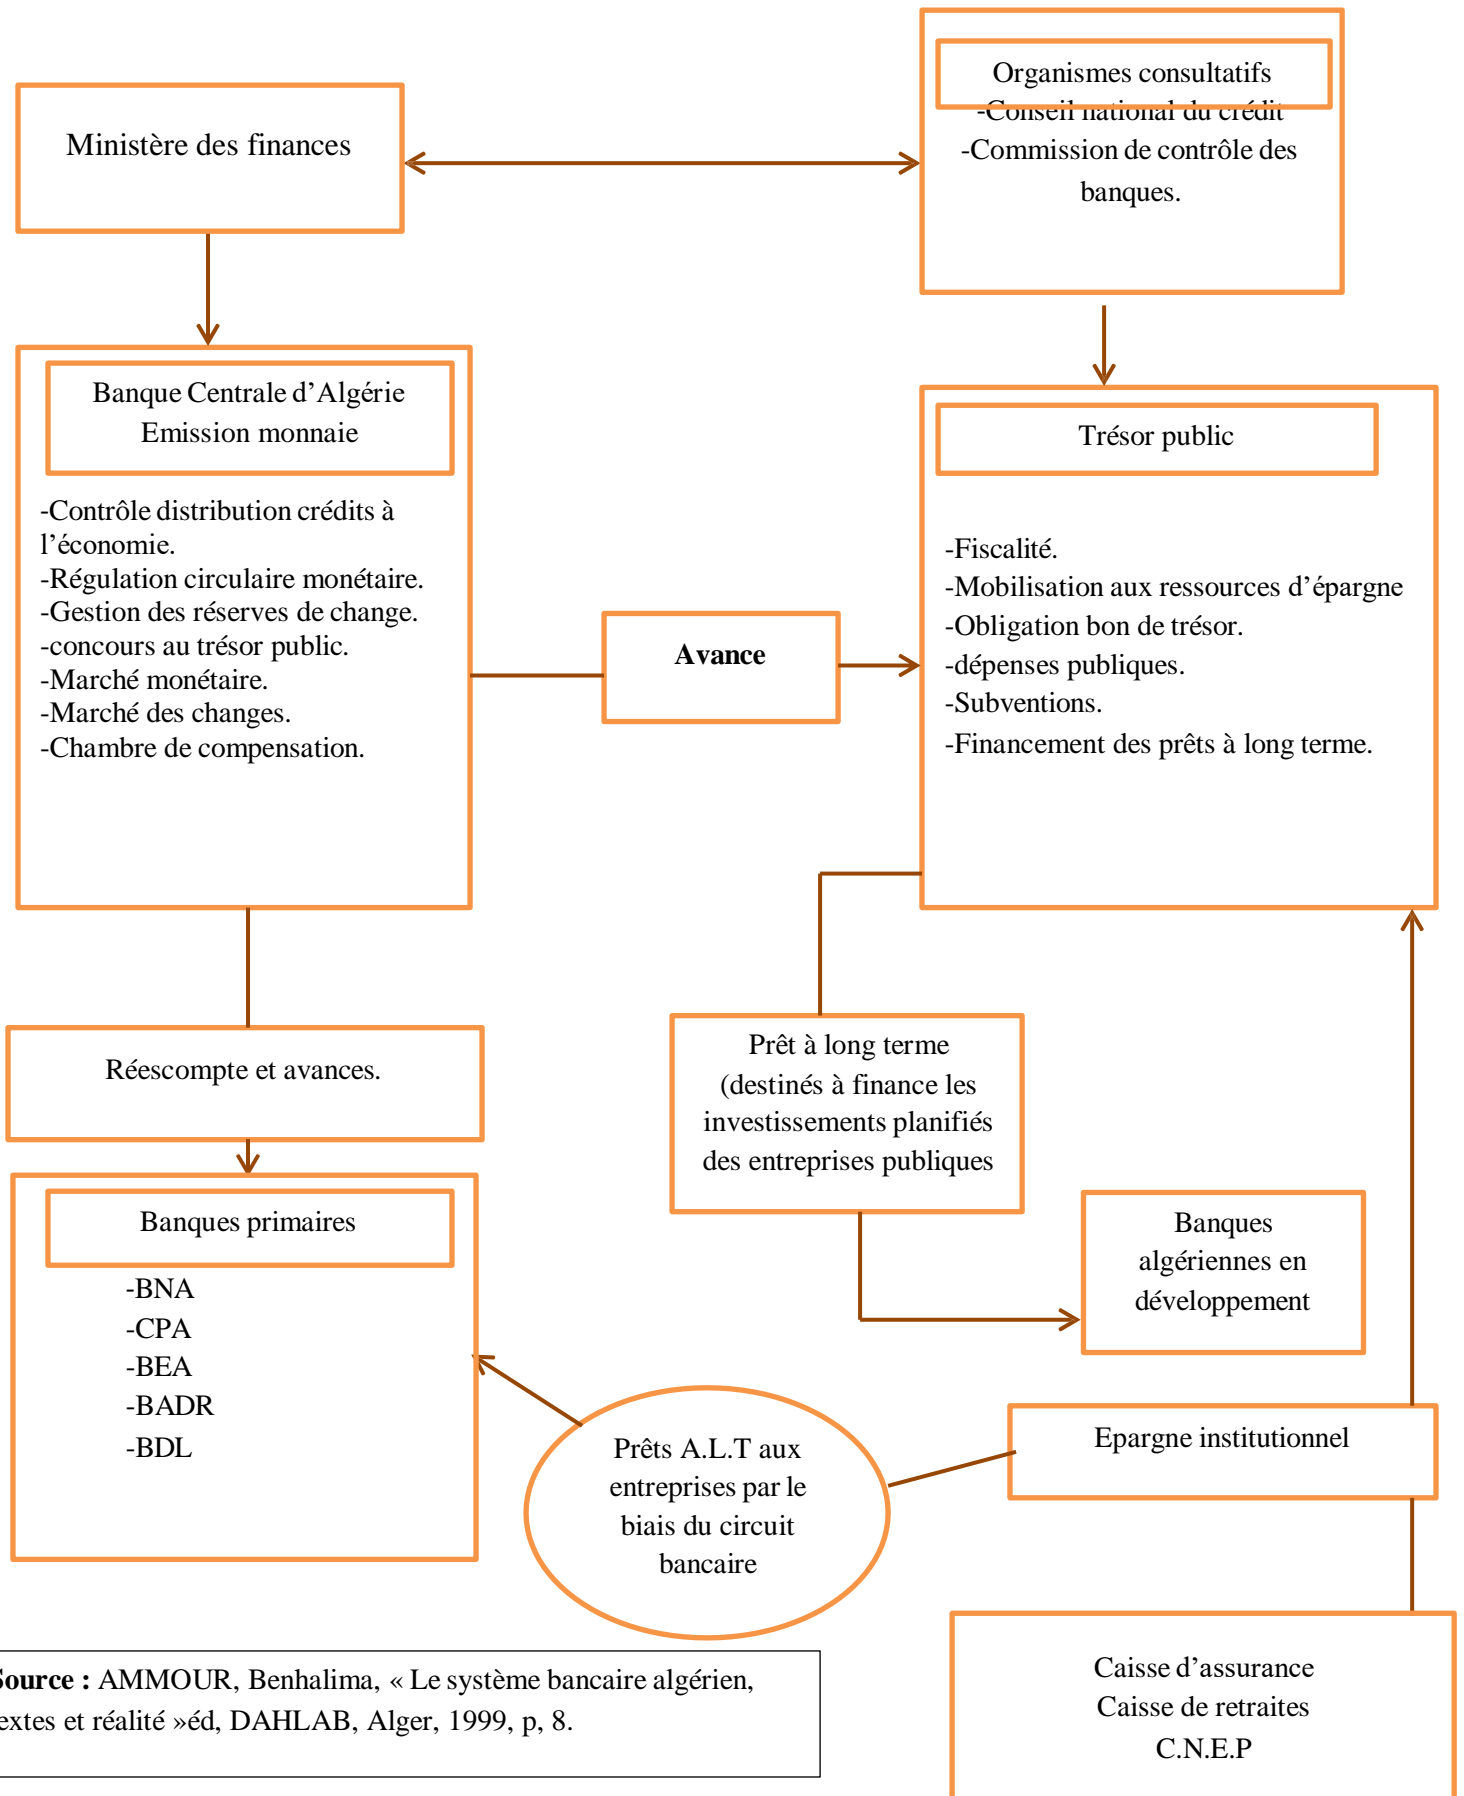 Organismes consultatifs
-Conseil national du crédit
-Commission de contrôle des
banques.
Ministère des finances
Banque Centrale d’Algérie
Emission monnaie
-Contrôle distribution crédits à
l’économie.
-Régulation circulaire monétaire.
-Gestion des réserves de change.
-concours au trésor public.
-Marché monétaire.
-Marché des changes.
-Chambre de compensation.
Avance
Trésor public
-Fiscalité.
-Mobilisation aux ressources d’épargne
-Obligation bon de trésor.
-dépenses publiques.
-Subventions.
-Financement des prêts à long terme.
Réescompte et avances.
Prêt à long terme
(destinés à finance les
investissements planifiés
des entreprises publiques
Banques primaires
-BNA
-CPA
-BEA
-BADR
-BDL
Banques
algériennes en
développement
Prêts A.L.T aux
entreprises par le
biais du circuit
bancaire
Epargne institutionnel
Caisse d’assurance
Caisse de retraites
C.N.E.P
Source : AMMOUR, Benhalima, « Le système bancaire algérien,
extes et réalité »éd, DAHLAB, Alger, 1999, p, 8.